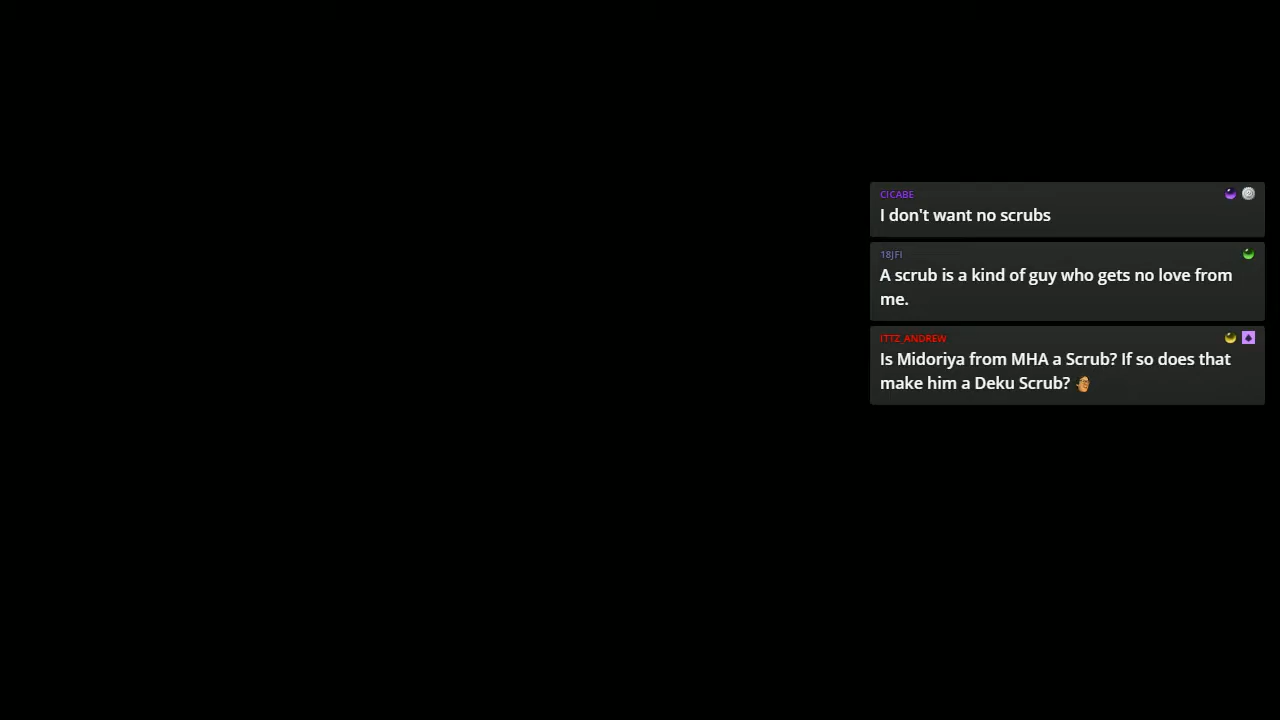 CICABE
I don't want no scrubs
18JFI
A scrub is a kind of guy who gets no love from
me.
ITTZ_ANDREW
Is Midoriya from MHA a Scrub? If so does that
make him a Deku Scrub?